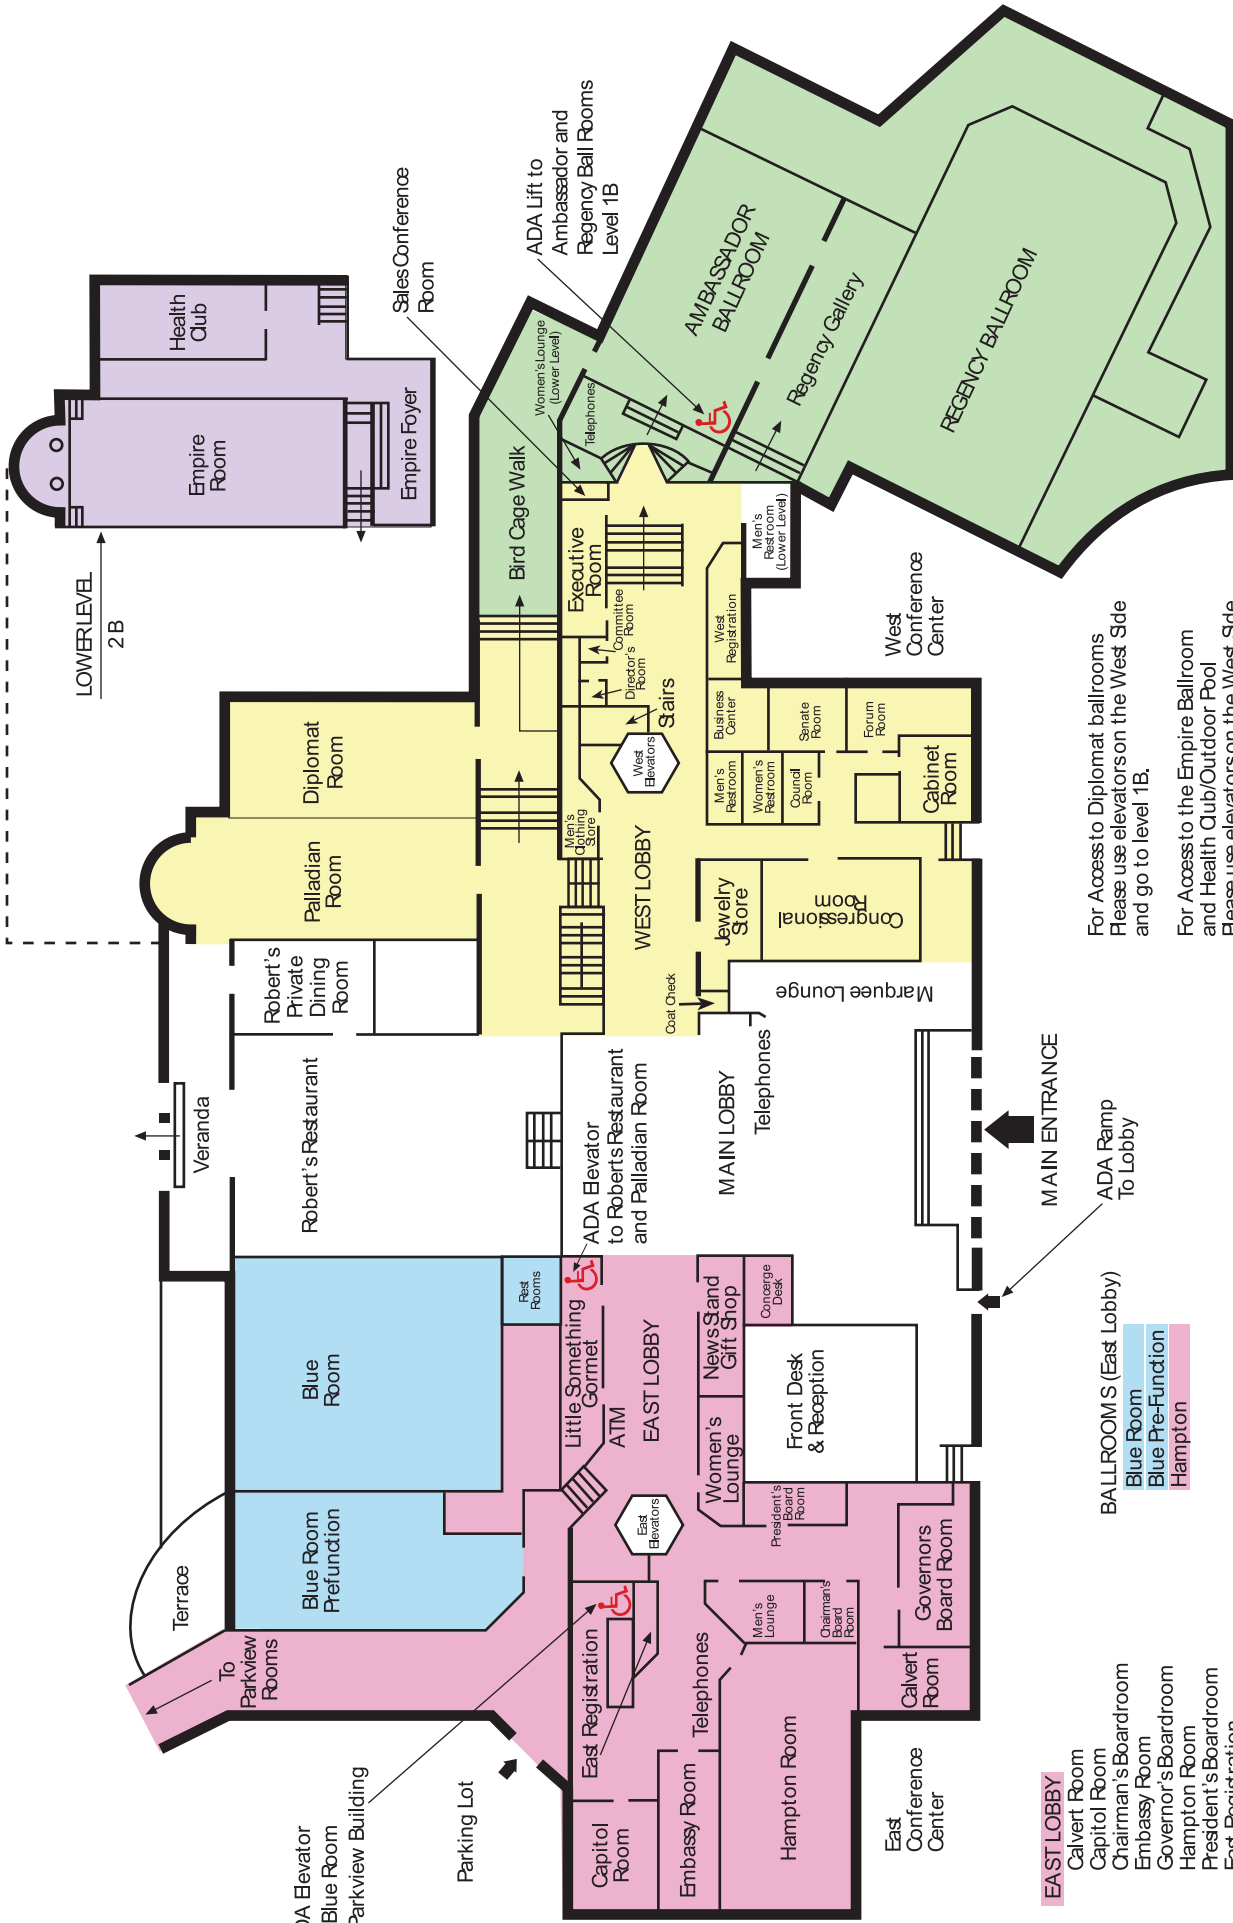 LOWER LEVEL
2 B
Health
Club
Empire
Room
Empire Foyer
Sales Conference
Room
ADA Lift to
Ambassador and
Regency Ball Rooms
Level 1B
Women's Lounge
(Lower Level)
Telephones
AMBASSADOR
BALLROOM
Regency Gallery
REGENCY BALLROOM
Bird Cage Walk
Executive
Room
Committee
Room
Director's
Room
Stairs
Men's
Restroom
(Lower Level)
West
Registration
West
Conference
Center
Diplomat
Room
Palladian
Room
Men's
Clothing
Store
West
Elevators
WEST LOBBY
Business
Center
Senate
Room
Forum
Room
Men's
Restroom
Women's
Restroom
Council
Room
Cabinet
Room
Jewelry
Store
Congressional
Room
Coat Check
Marquee Lounge
Robert's
Private
Dining
Room
Robert's Restaurant
Veranda
ADA Elevator
to Roberts Restaurant
and Palladian Room
MAIN LOBBY
Telephones
MAIN ENTRANCE
ADA Ramp
To Lobby
Blue
Room
Rest
Rooms
Little Something
Gormet
ATM
EAST LOBBY
News Stand
Gift Shop
Concerge
Desk
Front Desk
& Reception
Women's
Lounge
President's
Board
Room
East
Elevators
Blue Room
Prefunction
Terrace
To
Parkview
Rooms
East Registration
Telephones
Men's
Lounge
Chairman's
Board
Room
Governors
Board Room
Calvert
Room
Hampton Room
Embassy Room
Capitol
Room
Parking Lot
DA Elevator
Blue Room
Parkview Building
East
Conference
Center
EAST LOBBY
Calvert Room
Capitol Room
Chairman's Boardroom
Embassy Room
Governor's Boardroom
Hampton Room
President's Boardroom
East Registration
BALLROOMS (East Lobby)
Blue Room
Blue Pre-Function
Hampton
For Access to Diplomat ballrooms
Please use elevators on the West Side
and go to level 1B.
For Access to the Empire Ballroom
and Health Club/Outdoor Pool
Please use elevators on the West Side